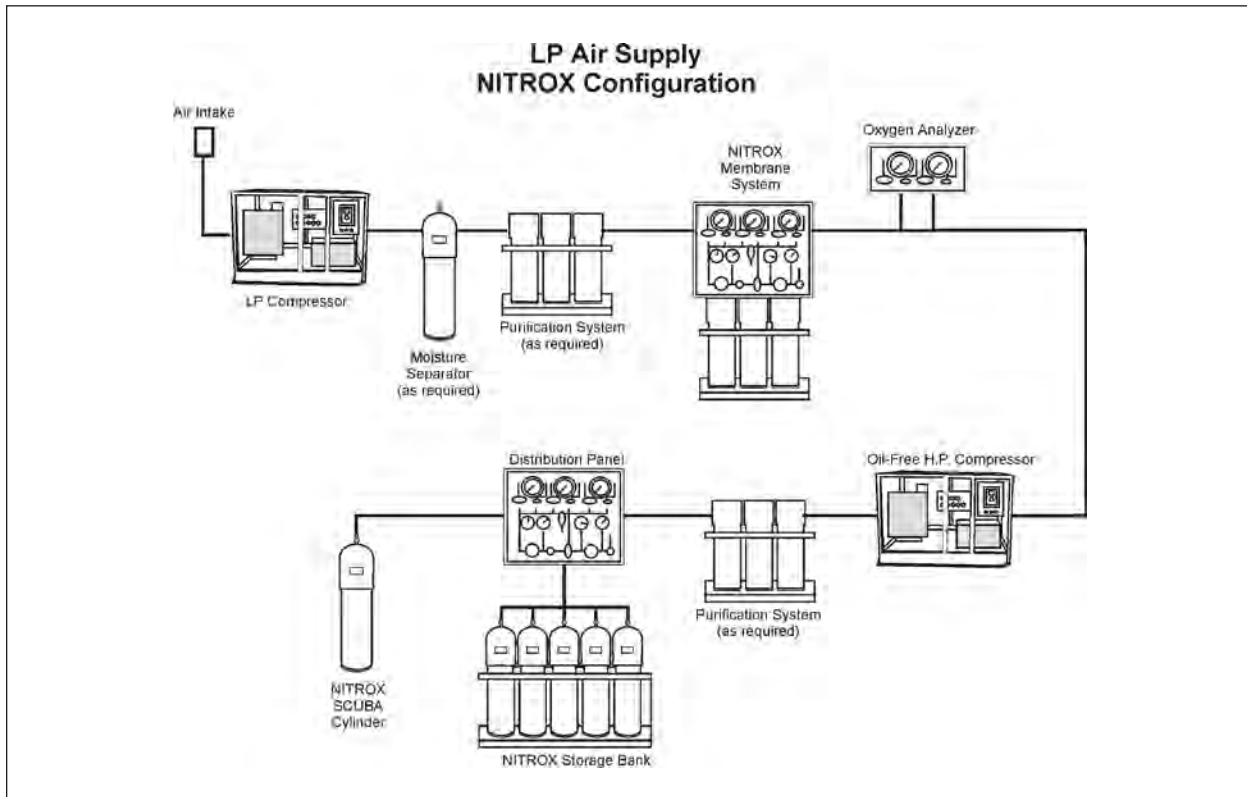 LP Air Supply
NITROX Configuration
Air Intake
Oxygen Analyzer
NITROX
Membrane
System
LP Compressor
Purification System
(as required)
Moisture
Separator
(as required)
Distribution Panel
Oil-Free H.P. Compressor
Purification System
(as required)
NITROX
SCUBA
Cylinder
NITROX Storage Bank